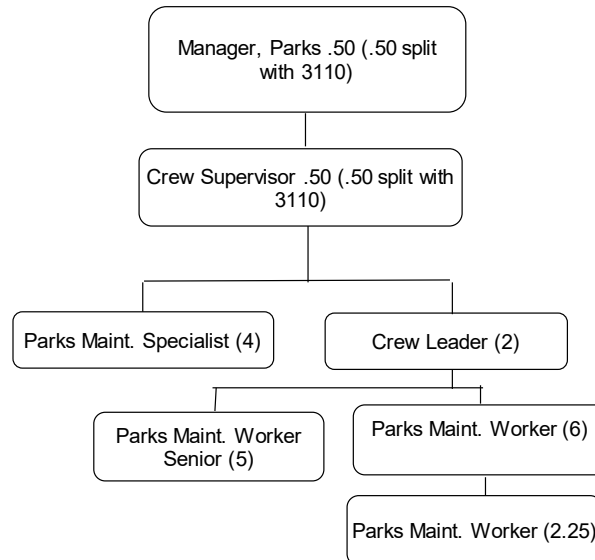 Manager, Parks .50 (.50 split
with 3110)
Crew Supervisor .50 (.50 split with
3110)
Parks Maint. Specialist (4)
Crew Leader (2)
Parks Maint. Worker
Senior (5)
Parks Maint. Worker (6)
Parks Maint. Worker (2.25)